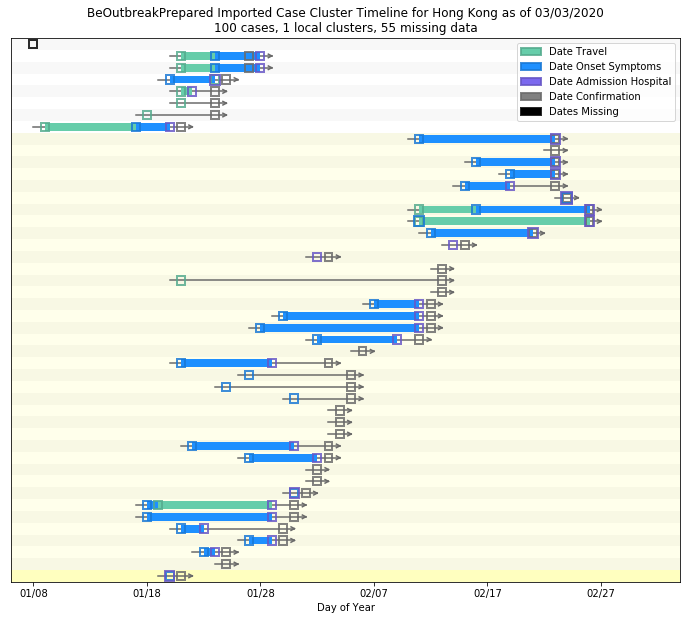 BeOutbreakPrepared Imported Case Cluster Timeline for Hong Kong as of 03/03/2020
100 cases, 1 local clusters, 55 missing data
Date Travel
Date Onset Symptoms
Date Admission Hospital
Date Confirmation
Dates Missing
01/08 01/18 01/28 02/07 02/17 02/27
Day of Year